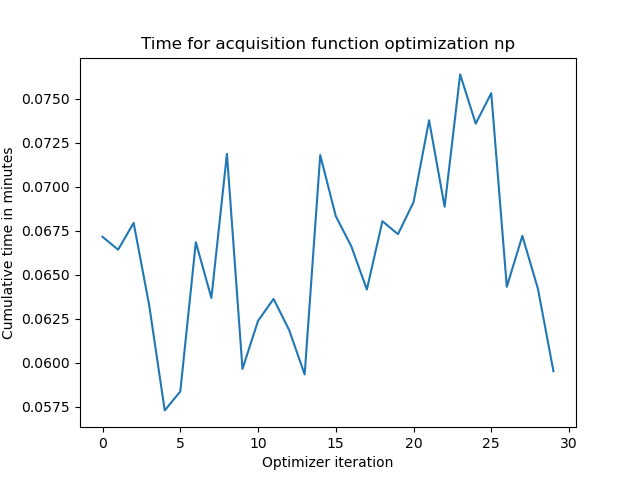 Time for acquisition function optimization np
Cumulative time in minutes
0.0750
0.0725
0.0700
0.0675
0.0650
0.0625
0.0600
0.0575
0 5 10 15 20 25 30
Optimizer iteration